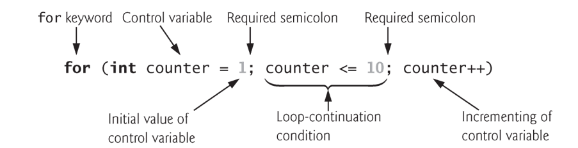 for keyword Control variable Required semicolon Required semicolon
for (int counter = 1; counter <= 10; counter++)
Initial value of
control variable
Loop-continuation
condition
Incrementing of
control variable